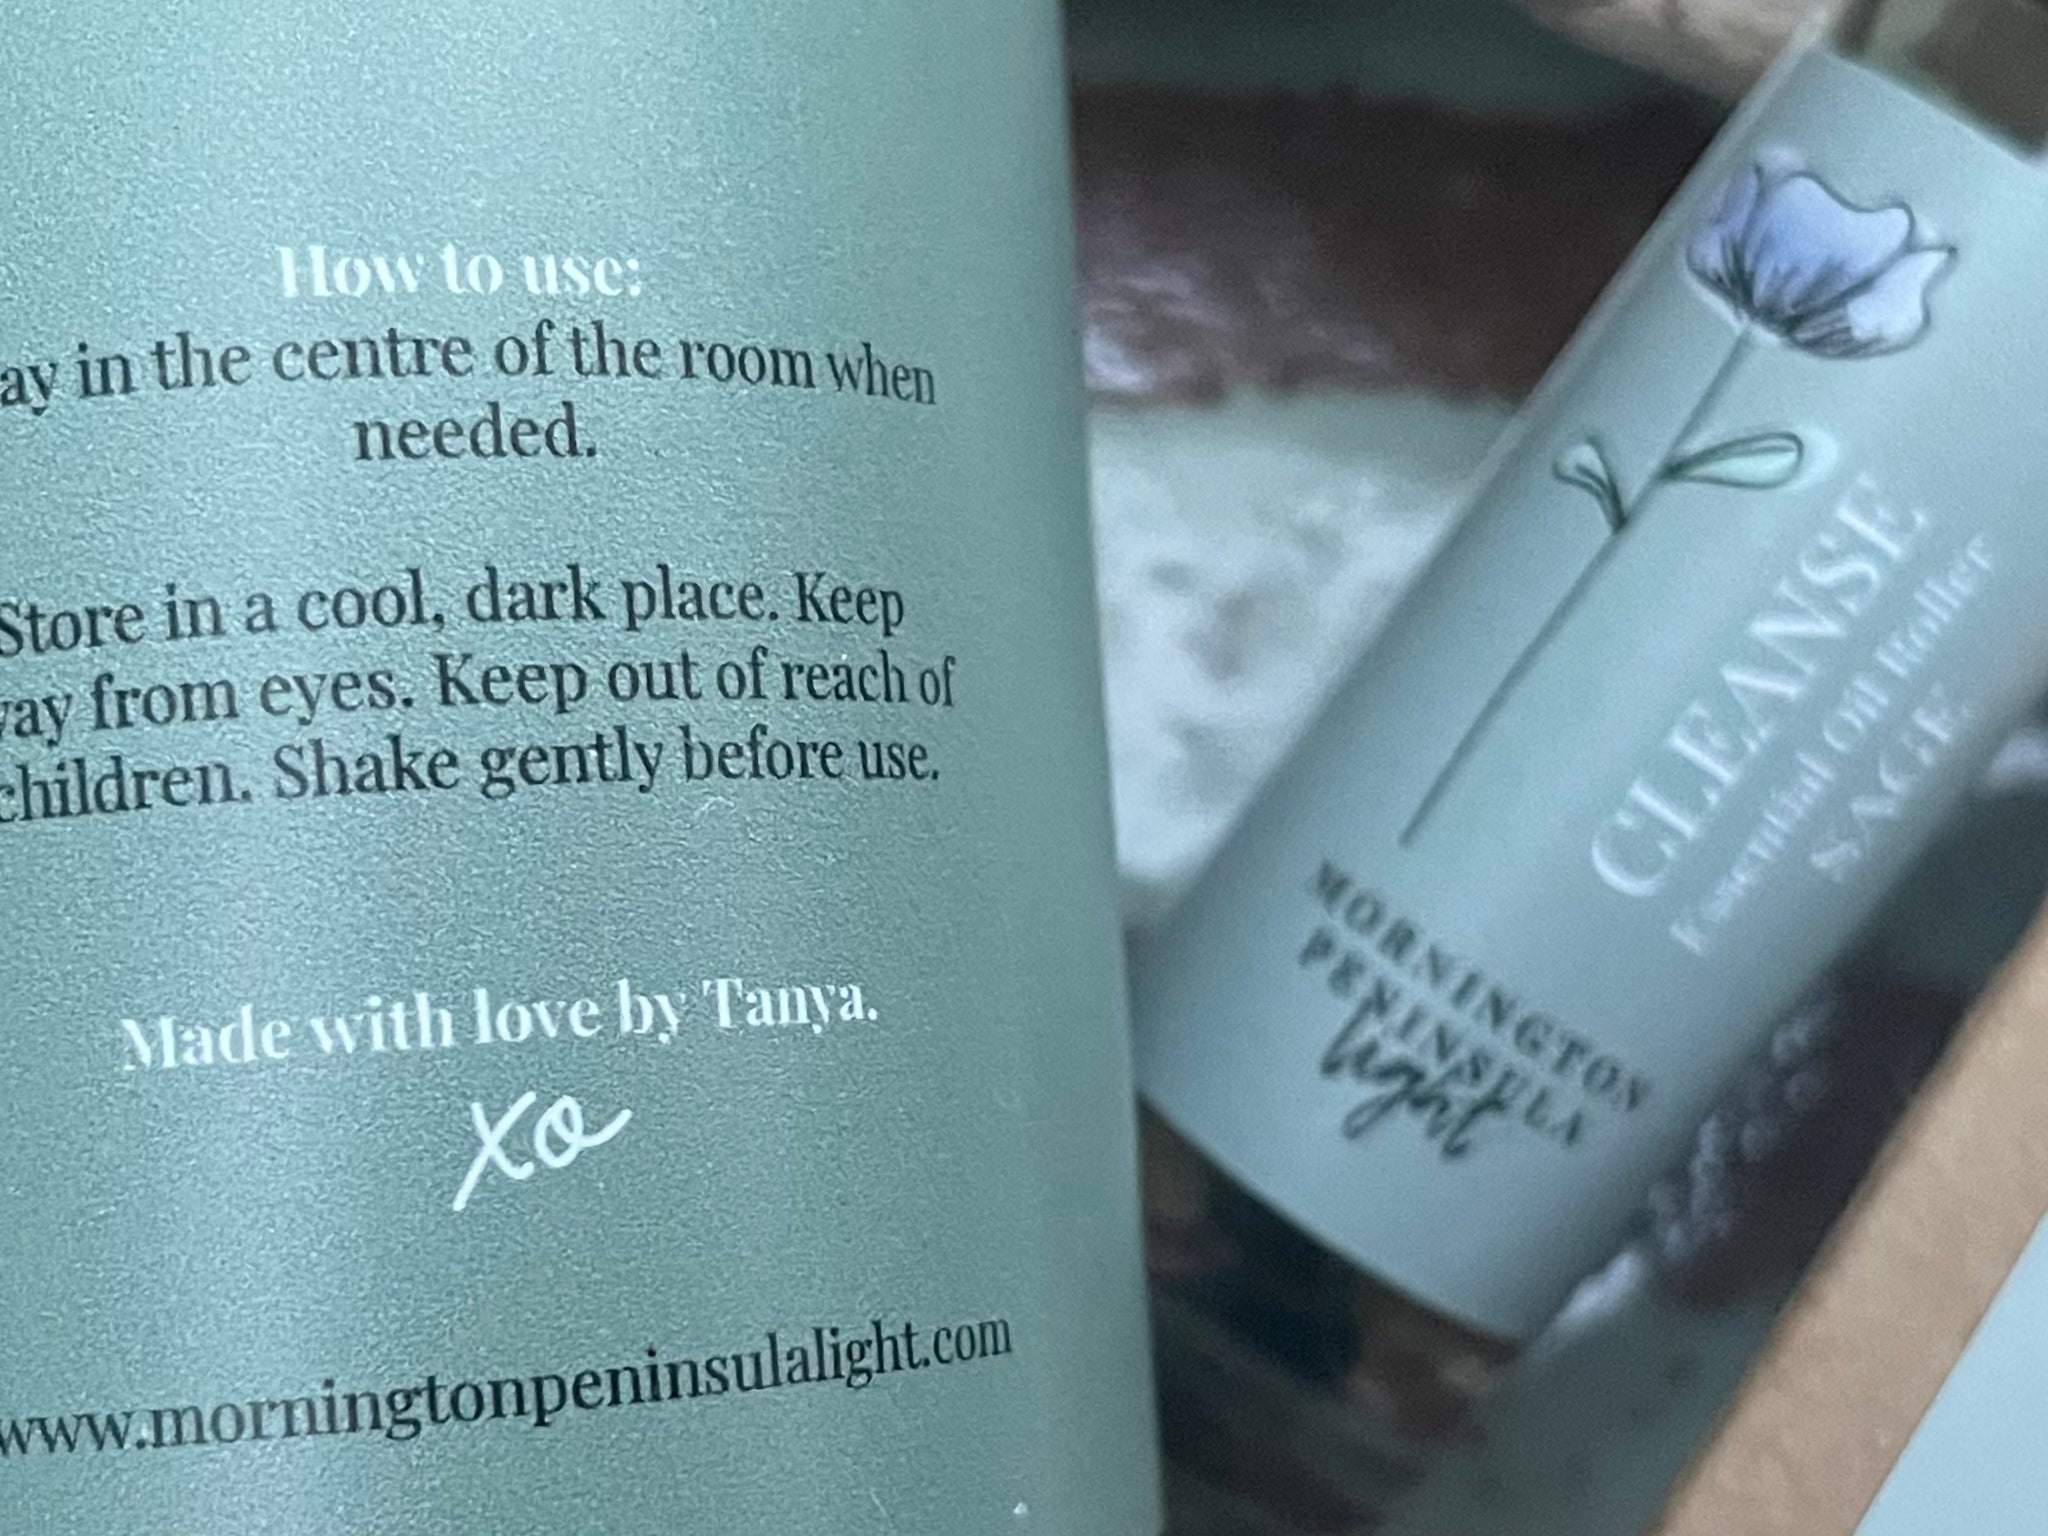 How to use:
ay in the centre of the room when
needed.
Store in a cool, dark place. Keep
ay from eyes. Keep out of reach of
children. Shake gently before use.
Made with love by Tanya.
xo
www.morningtonpeninsulalight.com
CLEANSE
Essential Oil Roller
SAGE
MORNINGTON
PENINSULA
light